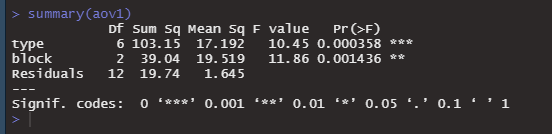 > summary(aov1)
            Df Sum Sq Mean Sq F value   Pr(>F)
type         6 103.15  17.192   10.45 0.000358 ***
block        2  39.04  19.519   11.86 0.001436 **
Residuals   12  19.74   1.645
---
Signif. codes:  0 ‘***’ 0.001 ‘**’ 0.01 ‘*’ 0.05 ‘.’ 0.1 ‘ ’ 1
>